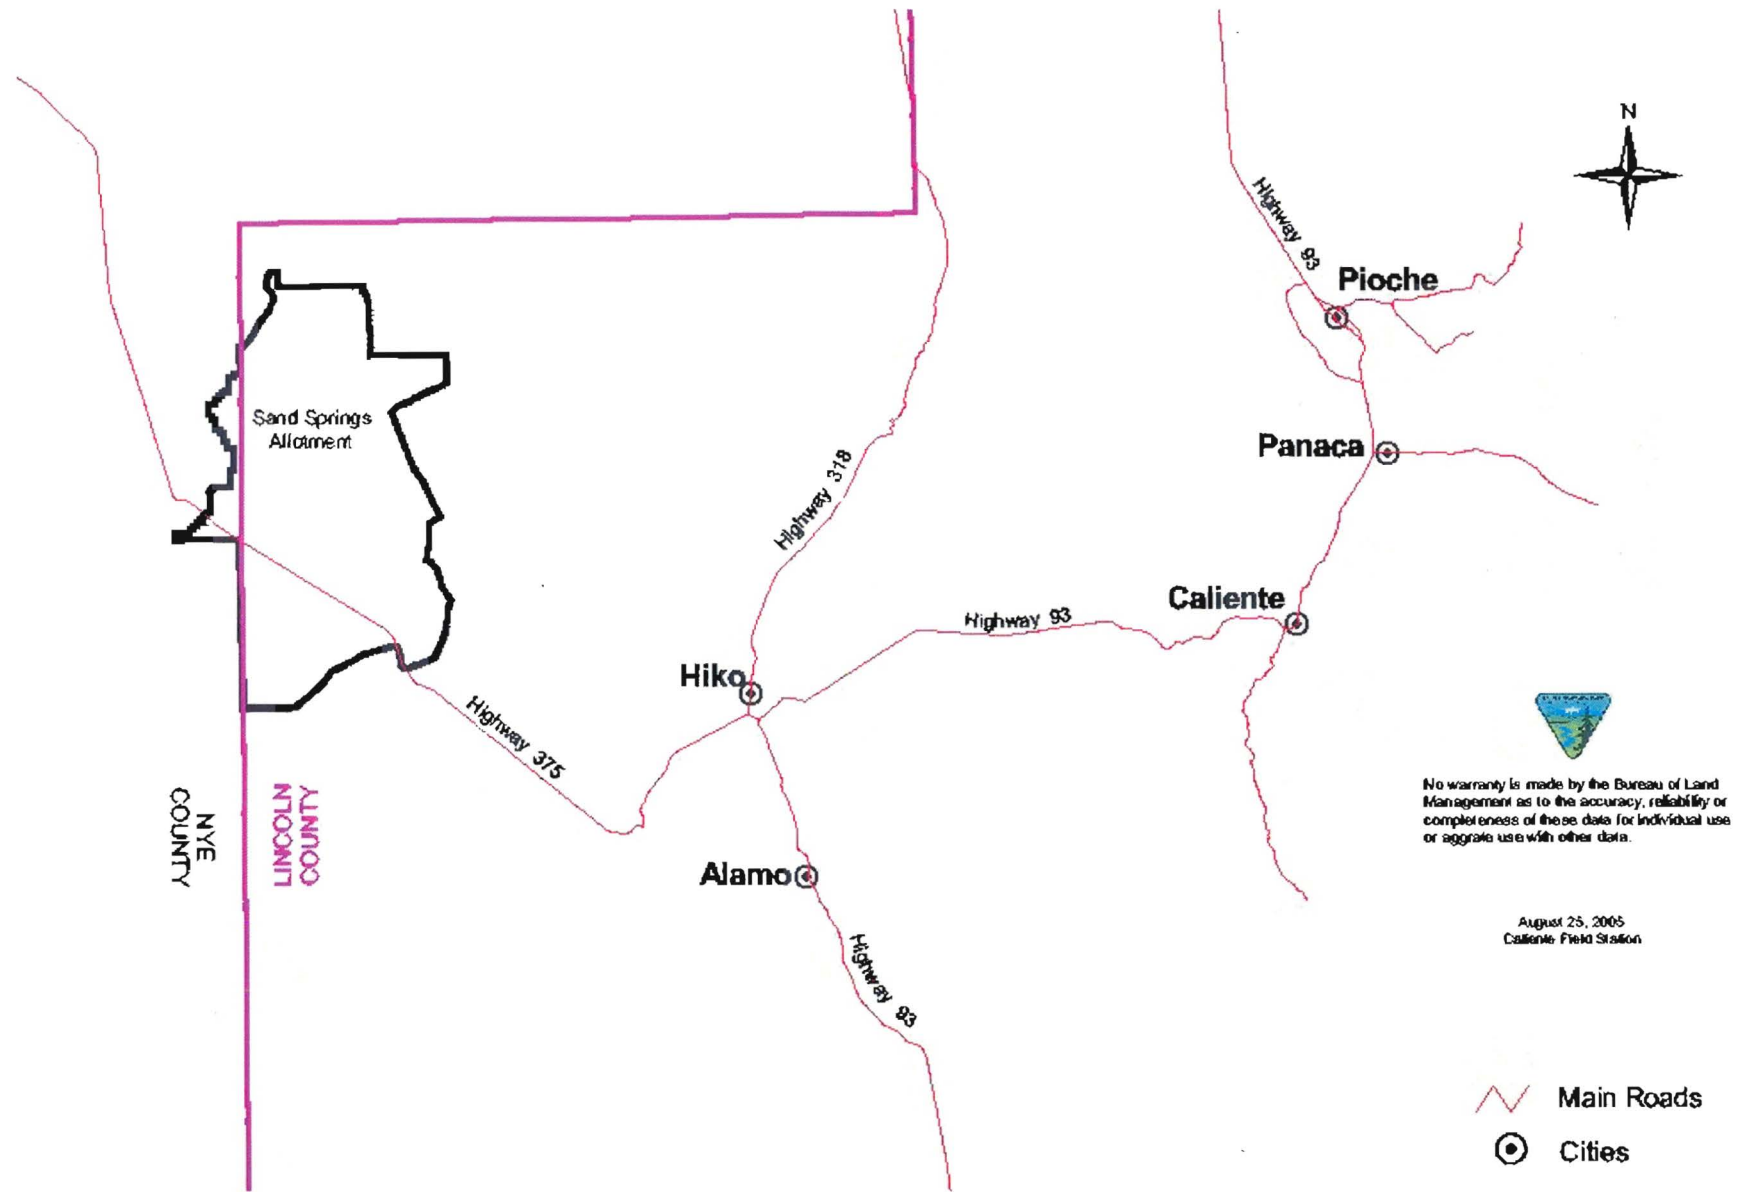 N
Highway 93
Pioche
Sand Springs
Allotment
Panaca
Highway 318
Caliente
Highway 93
Hiko
Highway 375
NYE
COUNTY
LINCOLN
COUNTY
Alamo
Highway 93
No warranty is made by the Bureau of Land
Management as to the accuracy, reliability or
completeness of these data for individual use
or aggrate use with other data.
August 25, 2005
Caliente Field Station
Main Roads
Cities